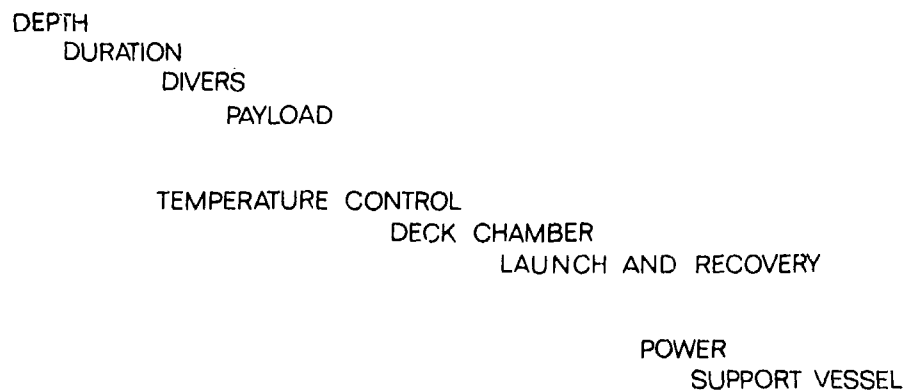 DEPTH
DURATION
DIVERS
PAYLOAD
TEMPERATURE CONTROL
DECK CHAMBER
LAUNCH AND RECOVERY
POWER
SUPPORT VESSEL